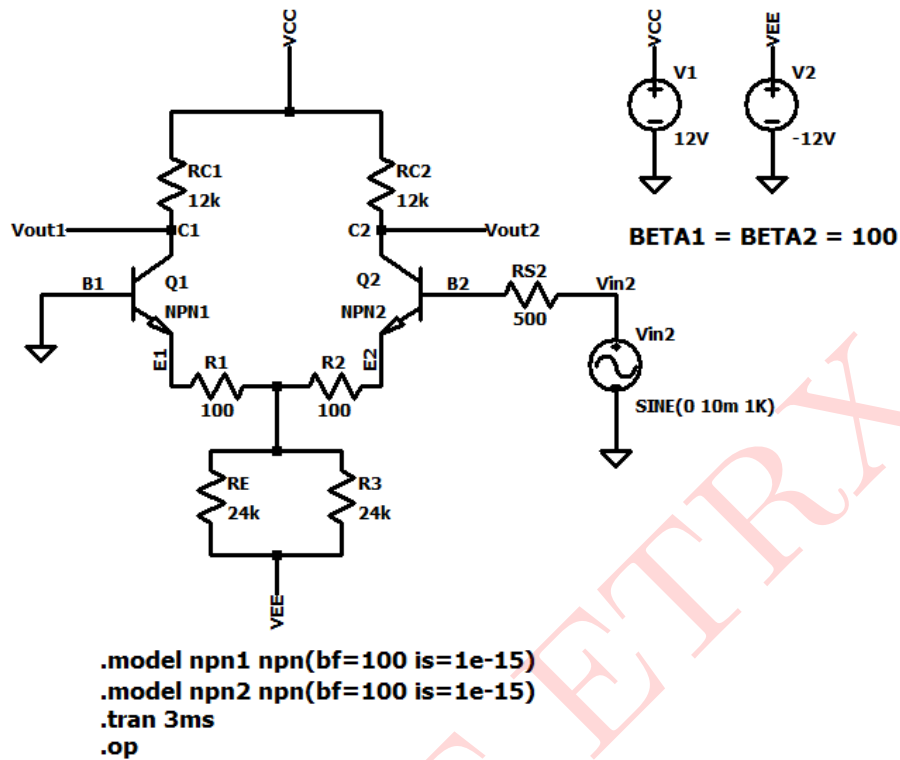 VCC
VCC
VEE
V1
V2
12V
-12V
RC1
12k
RC2
12k
Vout1
C1
C2
Vout2
BETA1 = BETA2 = 100
B1
Q1
NPN1
Q2
NPN2
B2
RS2
500
Vin2
Vin2
SINE(0 10m 1K)
E1
R1
100
R2
100
E2
RE
24k
R3
24k
VEE
.model npn1 npn(bf=100 is=1e-15)
.model npn2 npn(bf=100 is=1e-15)
.tran 3ms
.op
ETRX